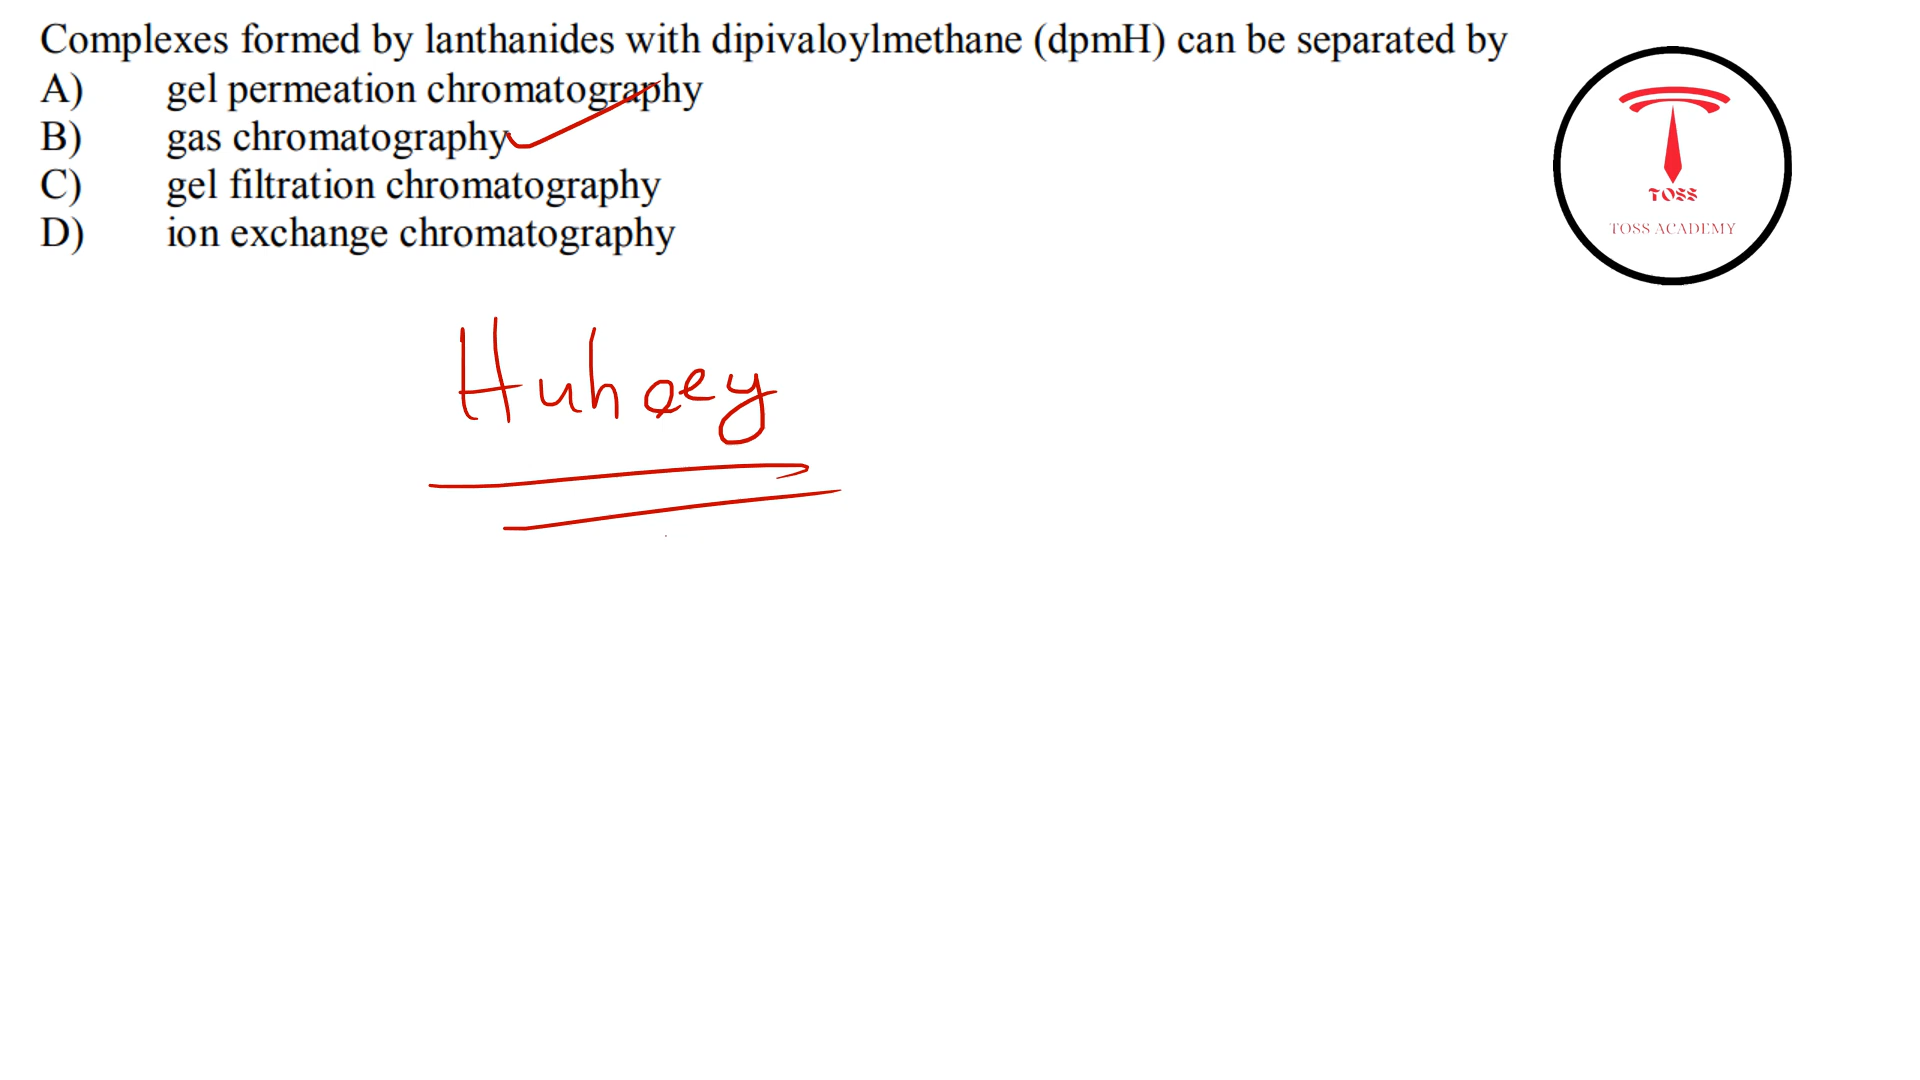 Complexes formed by lanthanides with dipivaloylmethane (dpmH) can be separated by
A) gel permeation chromatography
B) gas chromatography
C) gel filtration chromatography
D) ion exchange chromatography
TOSS
TOSS ACADEMY
Huheey